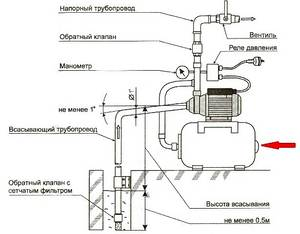 Напорный трубопровод
Вентиль
Обратный клапан
Реле давления
Манометр
Ø1"
не менее 1°
Всасывающий трубопровод
Обратный клапан с
сетчатым фильтром
Высота всасывания
не менее 0,5м